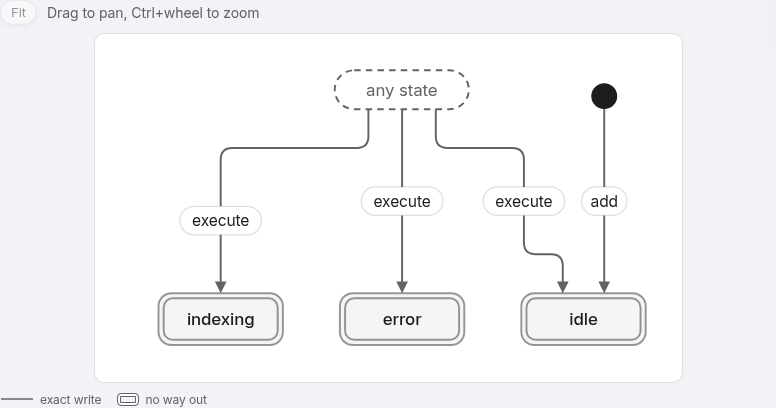 Fit Drag to pan, Ctrl+wheel to zoom
any state
execute execute add
execute
indexing error idle
exact write no way out